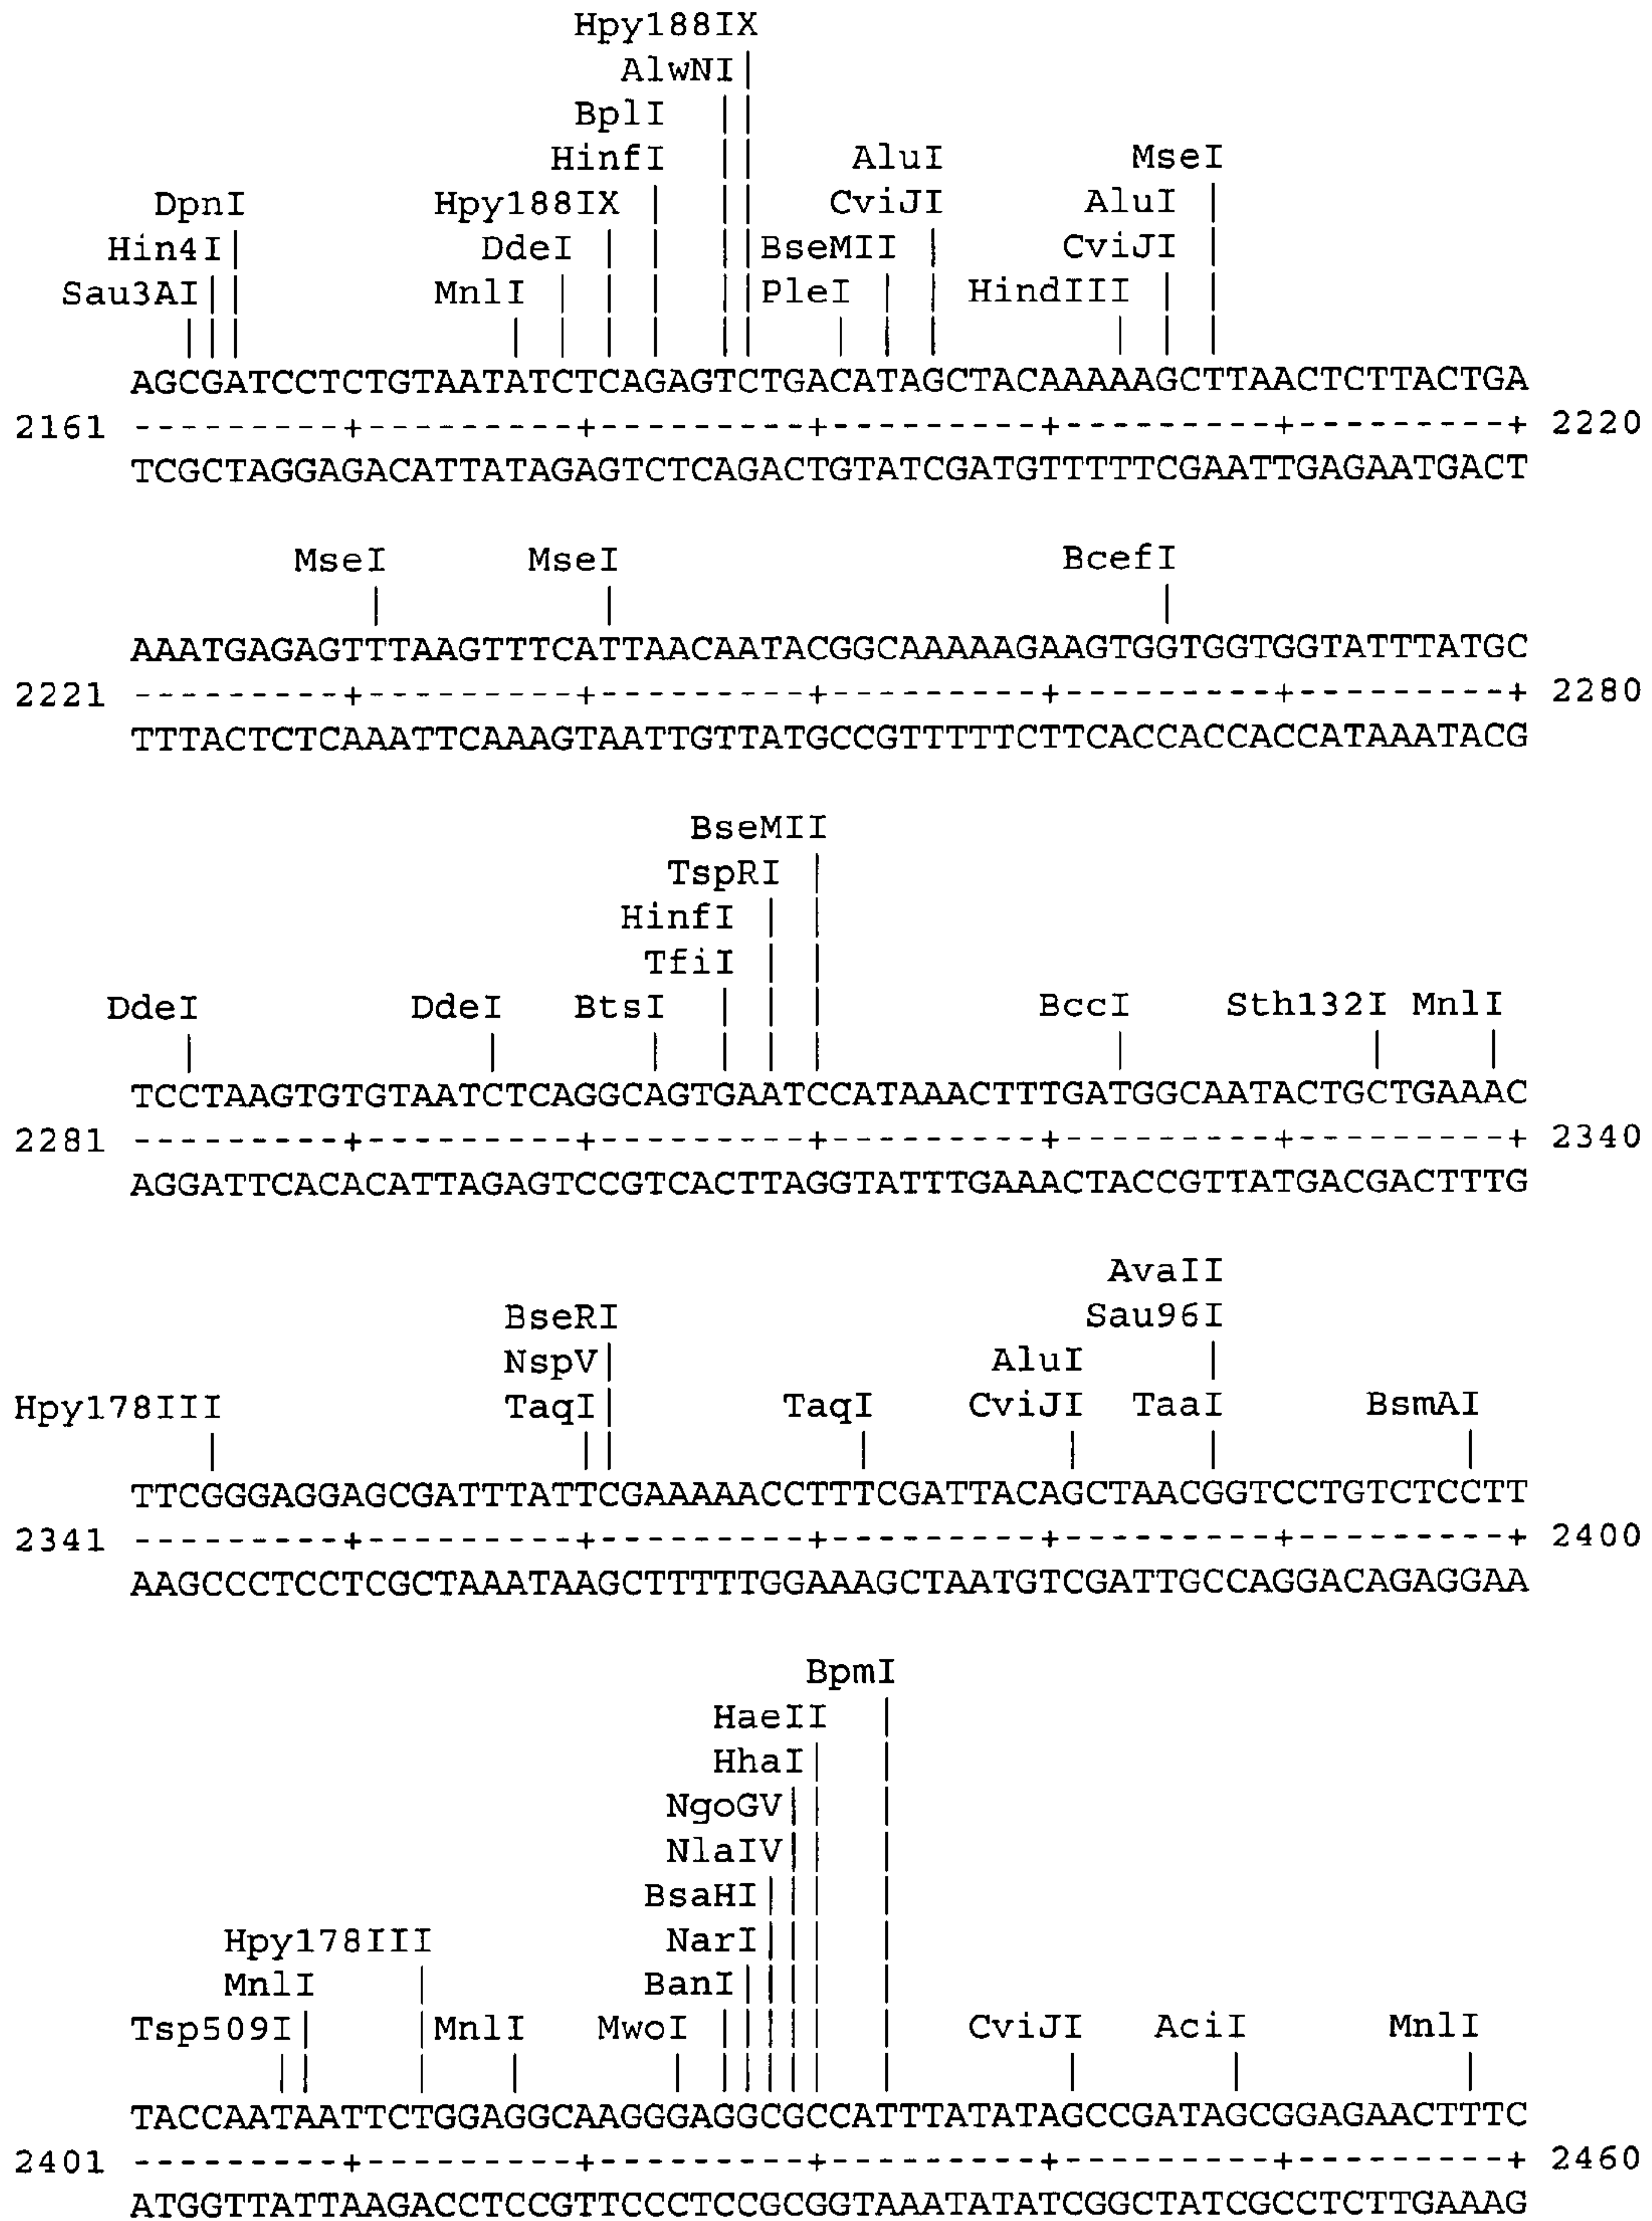 Hpy188IX
AlwNI
BplI
HinfI AluI MseI
DpnI Hpy188IX CviJI AluI
Hin4I DdeI BseMII CviJI
Sau3AI MnlI PleI HindIII
AGCGATCCTCTGTAATATCTCAGAGTCTGACATAGCTACAAAAAGCTTAACTCTTACTGA
2161 ---------+---------+---------+---------+---------+---------+ 2220
TCGCTAGGAGACATTATAGAGTCTCAGACTGTATCGATGTTTTTCGAATTGAGAATGACT
MseI MseI BcefI
AAATGAGAGTTTAAGTTTCATTAACAATACGGCAAAAAGAAGTGGTGGTGGTATTTATGC
2221 ---------+---------+---------+---------+---------+---------+ 2280
TTTACTCTCAAATTCAAAGTAATTGTTATGCCGTTTTTCTTCACCACCACCATAAATACG
BseMII
TspRI
HinfI
TfiI
DdeI DdeI BtsI BccI Sth132I MnlI
TCCTAAGTGTGTAATCTCAGGCAGTGAATCCATAAACTTTGATGGCAATACTGCTGAAAC
2281 ---------+---------+---------+---------+---------+---------+ 2340
AGGATTCACACATTAGAGTCCGTCACTTAGGTATTTGAAACTACCGTTATGACGACTTTG
AvaII
BseRI Sau96I
NspV AluI
Hpy178III TaqI TaqI CviJI TaaI BsmAI
TTCGGGAGGAGCGATTTATTCGAAAAACCTTTCGATTACAGCTAACGGTCCTGTCTCCTT
2341 ---------+---------+---------+---------+---------+---------+ 2400
AAGCCCTCCTCGCTAAATAAGCTTTTTGGAAAGCTAATGTCGATTGCCAGGACAGAGGAA
BpmI
HaeII
HhaI
NgoGV
NlaIV
BsaHI
Hpy178III NarI
MnlI BanI
Tsp509I MnlI MwoI CviJI AciI MnlI
TACCAATAATTCTGGAGGCAAGGGAGGCGCCATTTATATAGCCGATAGCGGAGAACTTTC
2401 ---------+---------+---------+---------+---------+---------+ 2460
ATGGTTATTAAGACCTCCGTTCCCTCCGCGGTAAATATATCGGCTATCGCCTCTTGAAAG